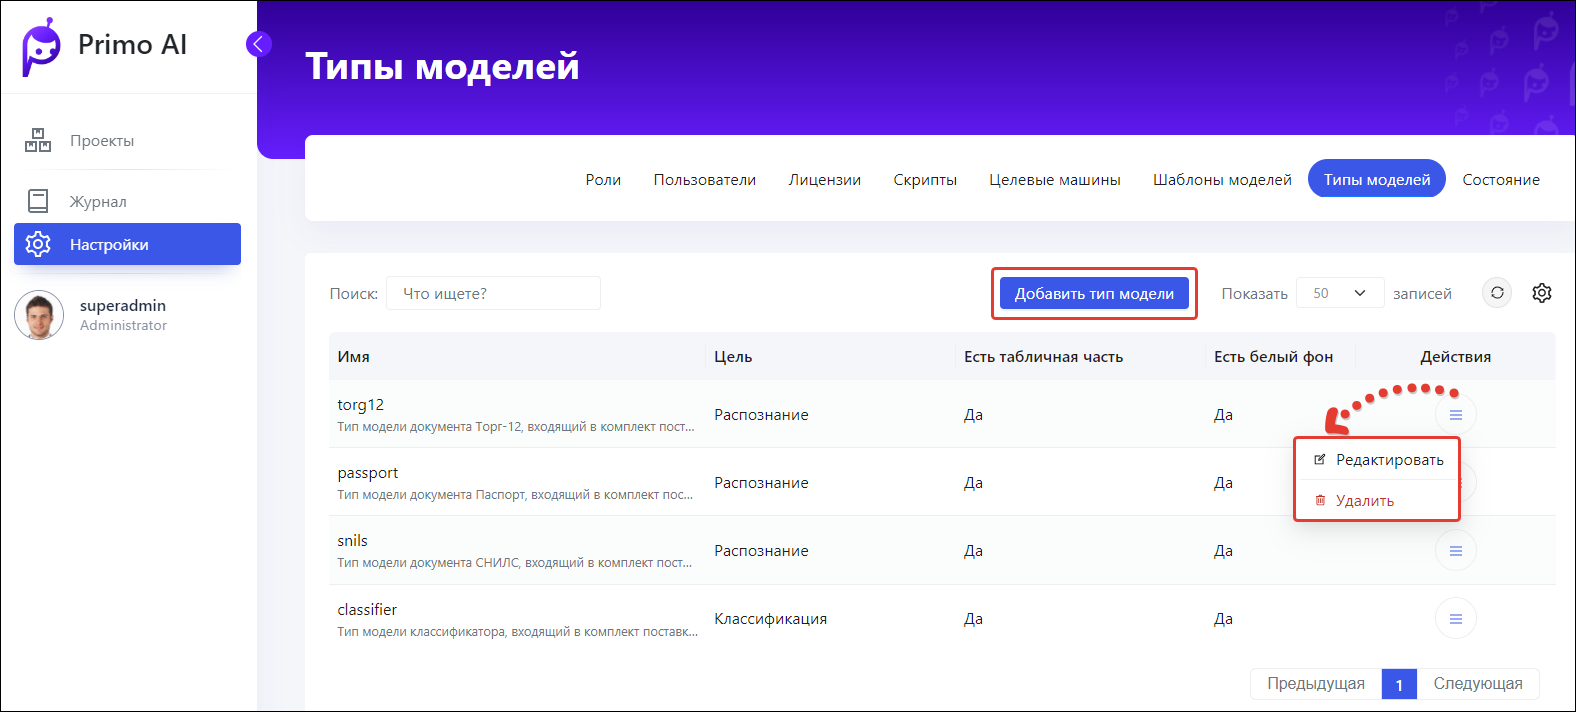 Primo AI
Типы моделей
Проекты
Журнал
Настройки
superadmin
Administrator
Роли Пользователи Лицензии Скрипты Целевые машины Шаблоны моделей Типы моделей Состояние
Поиск: Что ищете? Добавить тип модели Показать 50 записей
Имя Цель Есть табличная часть Есть белый фон Действия
torg12
Тип модели документа Торг-12, входящий в комплект пост...
Распознание Да Да
Редактировать
Удалить
passport
Тип модели документа Паспорт, входящий в комплект пос...
Распознание Да Да
snils
Тип модели документа СНИЛС, входящий в комплект пост...
Распознание Да Да
classifier
Тип модели классификатора, входящий в комплект поставк...
Классификация Да Да
Предыдущая 1 Следующая